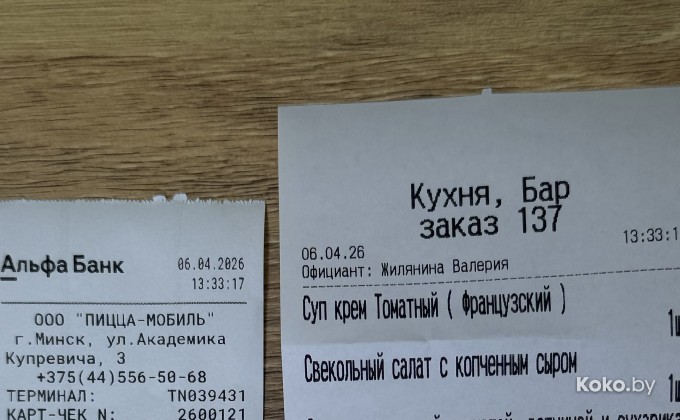 Альфа Банк 06.04.2026
13:33:17
ООО "ПИЦЦА-МОБИЛЬ"
г.Минск, ул.Академика
Купревича, 3
+375(44)556-50-68
ТЕРМИНАЛ: TN039431
КАРТ-ЧЕК N: 2600121
Кухня, Бар
заказ 137
06.04.26 13:33:1
Официант: Жилянина Валерия
Суп крем Томатный ( Французский )
Свекольный салат с копченным сыром
Koko.by